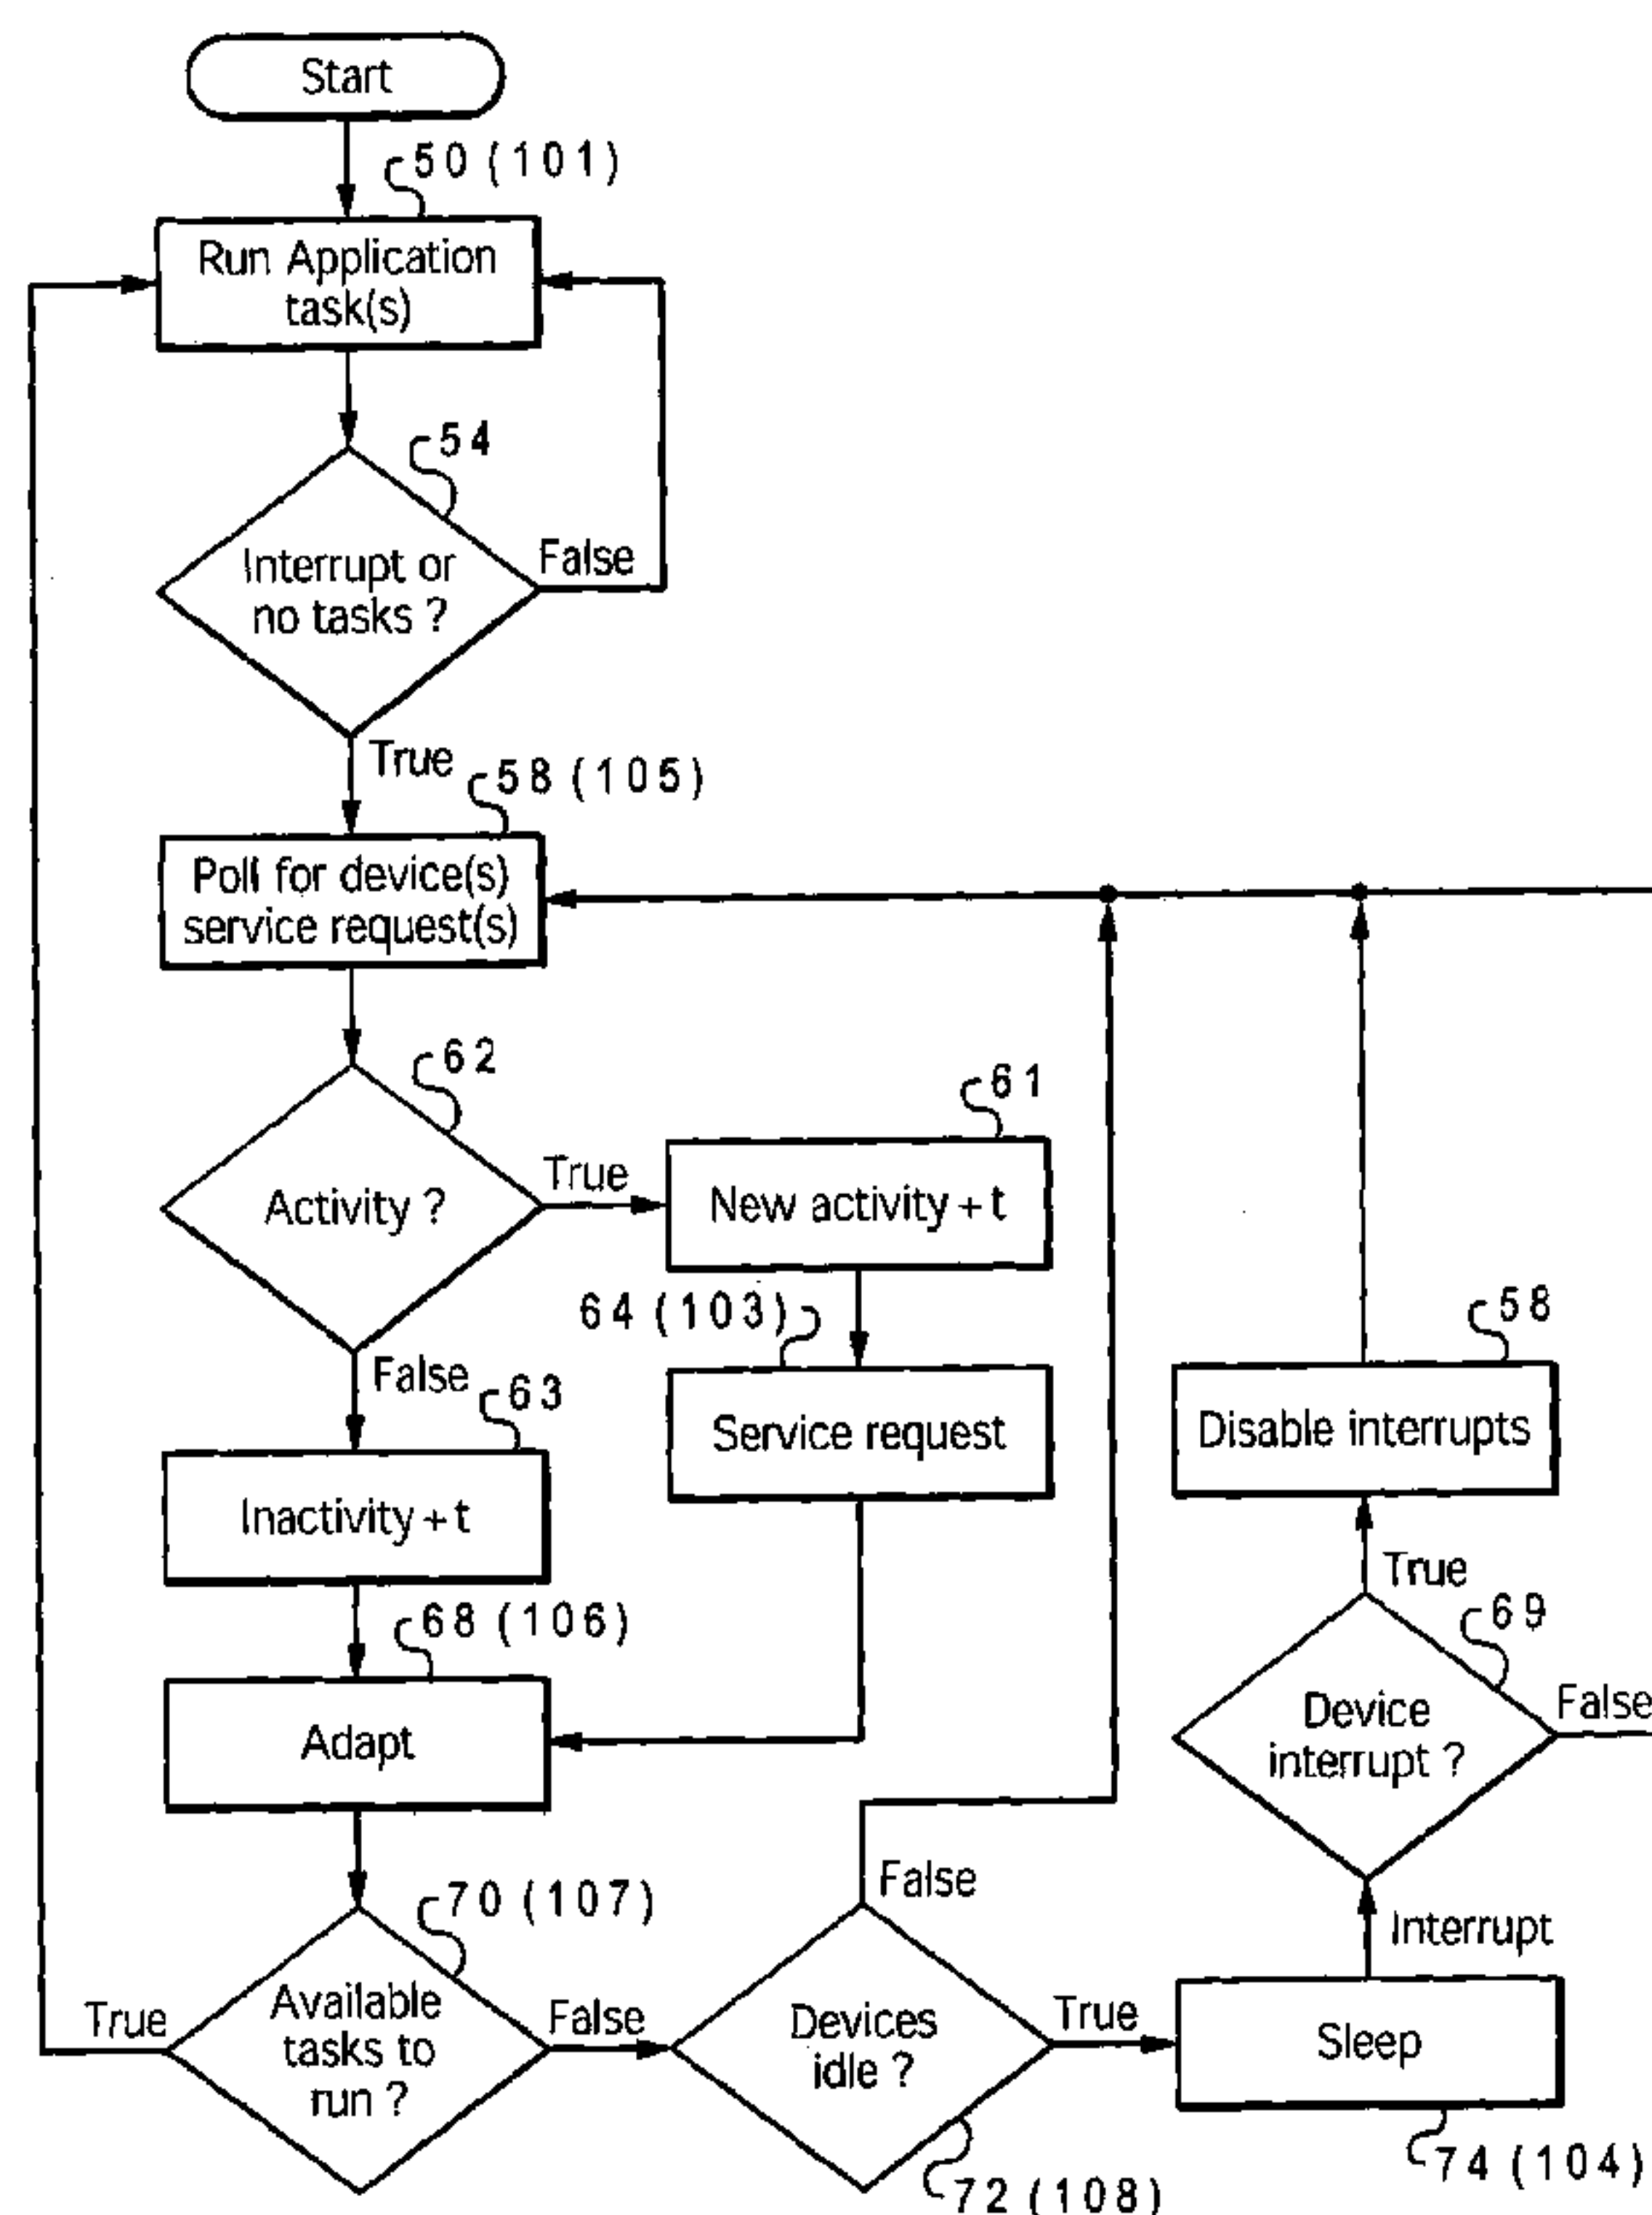 Start
50 (101)
Run Application
task(s)
54
Interrupt or
no tasks ?
False
True
58 (105)
Poll for device(s)
service request(s)
62
61
Activity ?
True
New activity + t
64 (103)
58
False
63
Service request
Disable interrupts
Inactivity + t
True
68 (106)
69
Adapt
Device
interrupt ?
False
70 (107)
False
Interrupt
True
Available
tasks to
run ?
False
Devices
idle ?
True
Sleep
74 (104)
72 (108)